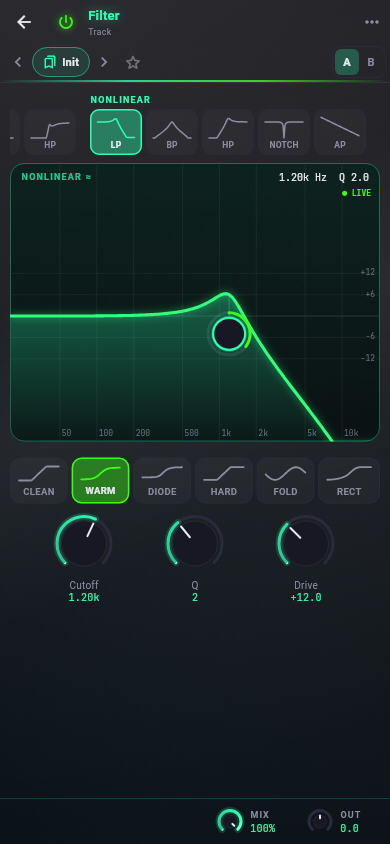 Filter
Track
Init
A B
NONLINEAR
HP LP BP HP NOTCH AP
NONLINEAR ≈ 1.20k Hz Q 2.0
LIVE
+12
+6
-6
-12
50 100 200 500 1k 2k 5k 10k
CLEAN WARM DIODE HARD FOLD RECT
Cutoff Q Drive
1.20k 2 +12.0
MIX OUT
100% 0.0